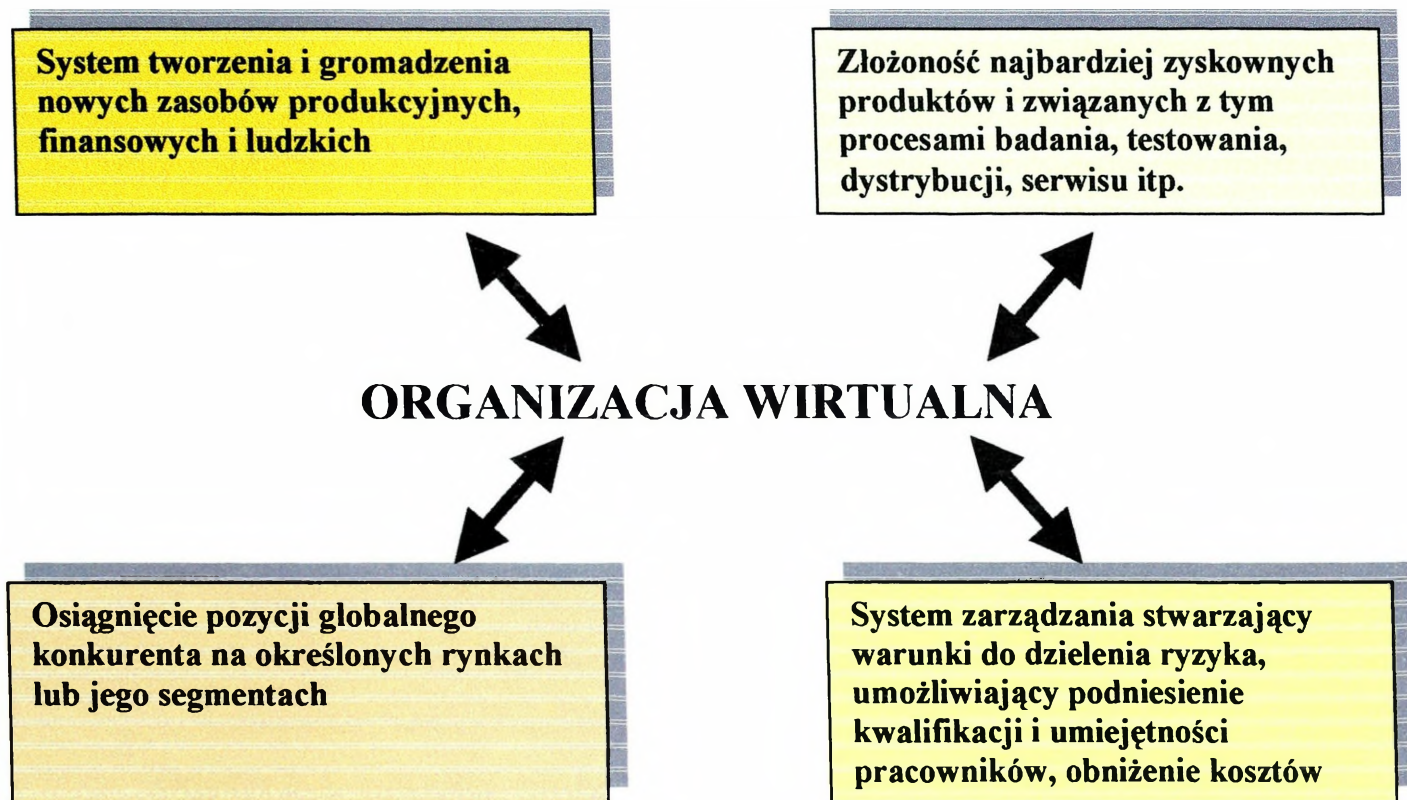 System tworzenia i gromadzenia
nowych zasobów produkcyjnych,
finansowych i ludzkich
Złożoność najbardziej zyskownych
produktów i związanych z tym
procesami badania, testowania,
dystrybucji, serwisu itp.
ORGANIZACJA WIRTUALNA
Osiągnięcie pozycji globalnego
konkurenta na określonych rynkach
lub jego segmentach
System zarządzania stwarzający
warunki do dzielenia ryzyka,
umożliwiający podniesienie
kwalifikacji i umiejętności
pracowników, obniżenie kosztów